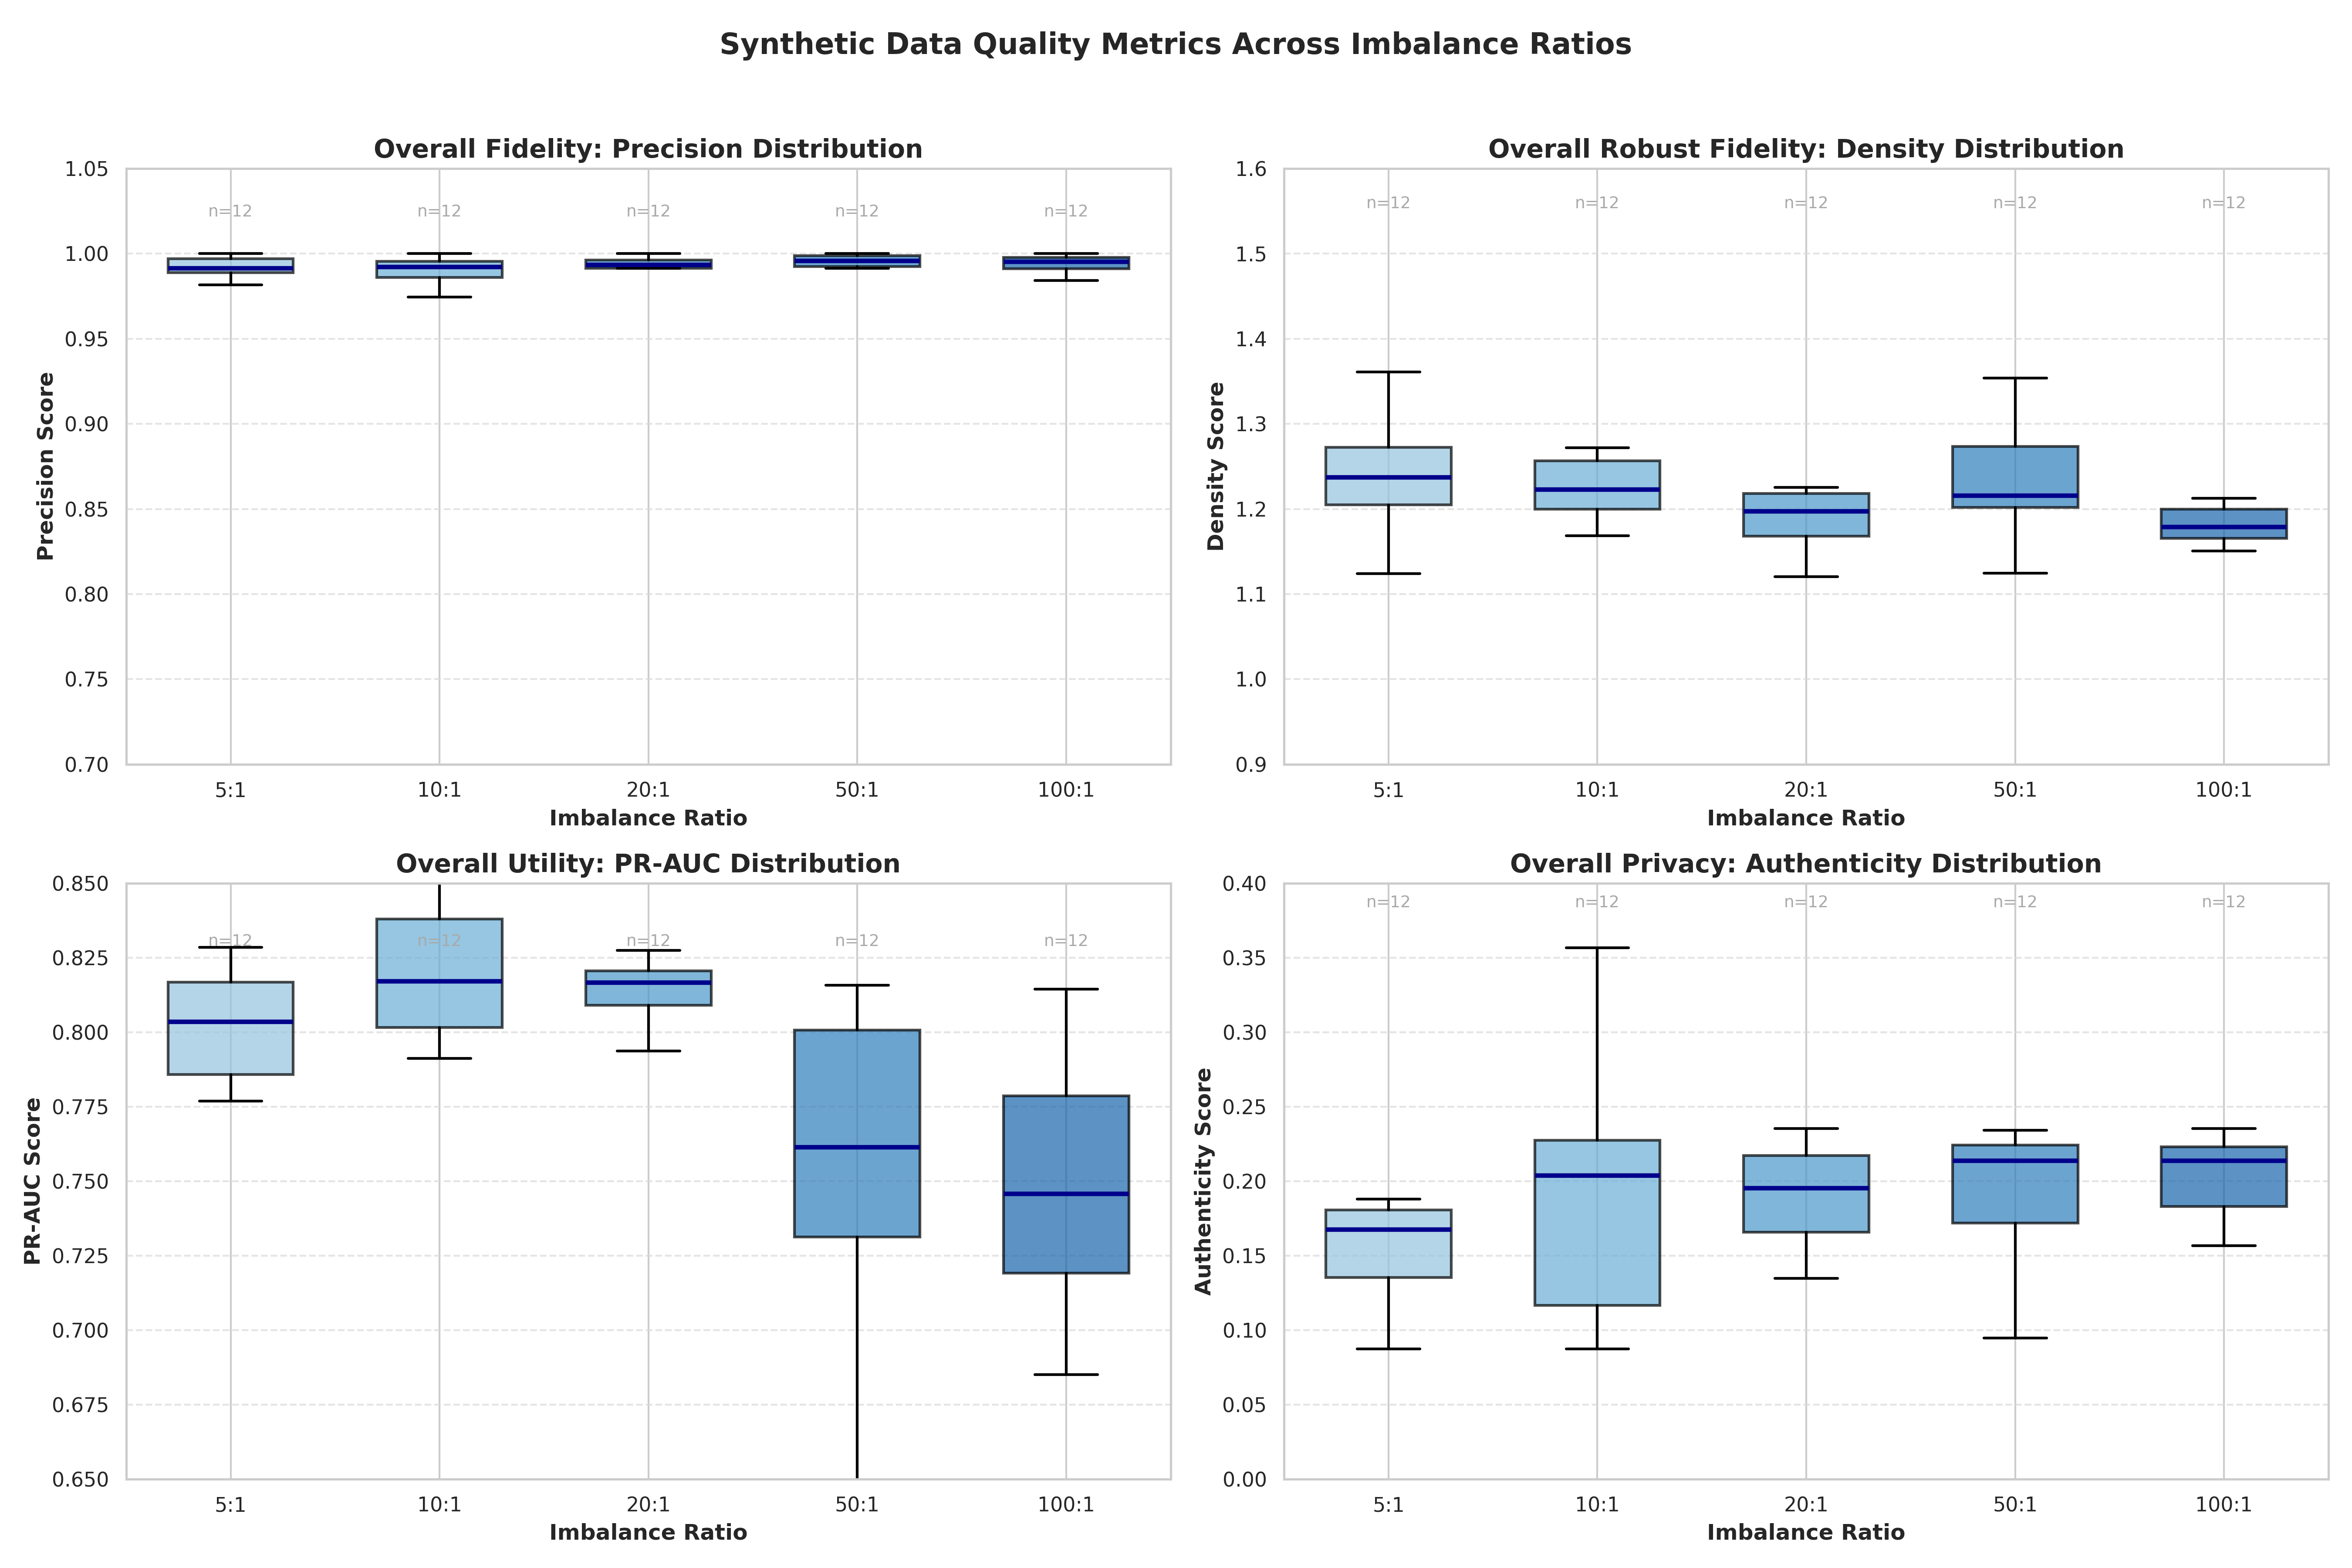 Synthetic Data Quality Metrics Across Imbalance Ratios
Overall Fidelity: Precision Distribution
Precision Score
1.05
1.00
0.95
0.90
0.85
0.80
0.75
0.70
n=12 n=12 n=12 n=12 n=12
5:1 10:1 20:1 50:1 100:1
Imbalance Ratio
Overall Robust Fidelity: Density Distribution
Density Score
1.6
1.5
1.4
1.3
1.2
1.1
1.0
0.9
n=12 n=12 n=12 n=12 n=12
5:1 10:1 20:1 50:1 100:1
Imbalance Ratio
Overall Utility: PR-AUC Distribution
PR-AUC Score
0.850
0.825
0.800
0.775
0.750
0.725
0.700
0.675
0.650
n=12 n=12 n=12 n=12 n=12
5:1 10:1 20:1 50:1 100:1
Imbalance Ratio
Overall Privacy: Authenticity Distribution
Authenticity Score
0.40
0.35
0.30
0.25
0.20
0.15
0.10
0.05
0.00
n=12 n=12 n=12 n=12 n=12
5:1 10:1 20:1 50:1 100:1
Imbalance Ratio